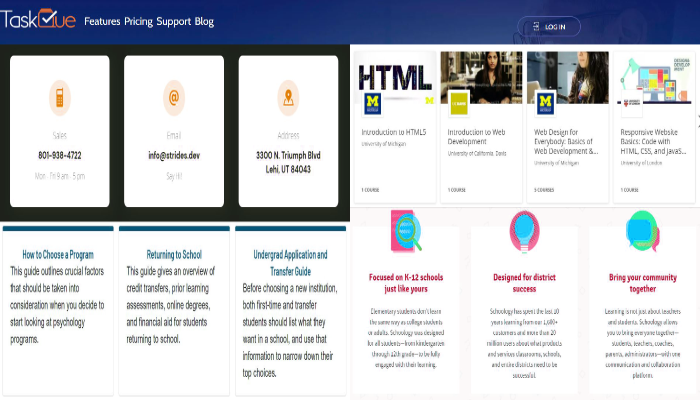 TaskQue
Features Pricing Support Blog
LOG IN
Sales
801-938-4722
Mon - Fri 9 am - 5 pm
Email
info@strides.dev
Say Hi!
Address
3300 N. Triumph Blvd
Lehi, UT 84043
HTML
Introduction to HTML5
University of Michigan
1 COURSE
Introduction to Web
Development
University of California, Davis
1 COURSE
Web Design for
Everybody: Basics of
Web Development &...
University of Michigan
5 COURSES
Responsive Website
Basics: Code with
HTML, CSS, and JavaS...
University of London
1 COURSE
How to Choose a Program
This guide outlines crucial factors
that should be taken into
consideration when you decide to
start looking at psychology
programs.
Returning to School
This guide gives an overview of
credit transfers, prior learning
assessments, online degrees,
and financial aid for students
returning to school.
Undergrad Application and
Transfer Guide
Before choosing a new institution,
both first-time and transfer
students should list what they
want in a school, and use that
information to narrow down their
top choices.
Focused on K-12 schools
just like yours
Elementary students don't learn
the same way as college students
or adults. Schoology was designed
for all students—from kindergarten
through 12th grade—to be fully
engaged with their learning.
Designed for district
success
Schoology has spent the last 10
years learning from our 1,600+
customers and more than 20
million users about what products
and services classrooms, schools,
and entire districts need to be
successful.
Bring your community
together
Learning is not just about teachers
and students. Schoology allows
you to bring everyone together—
students, teachers, coaches,
parents, administrators—with one
communication and collaboration
platform.